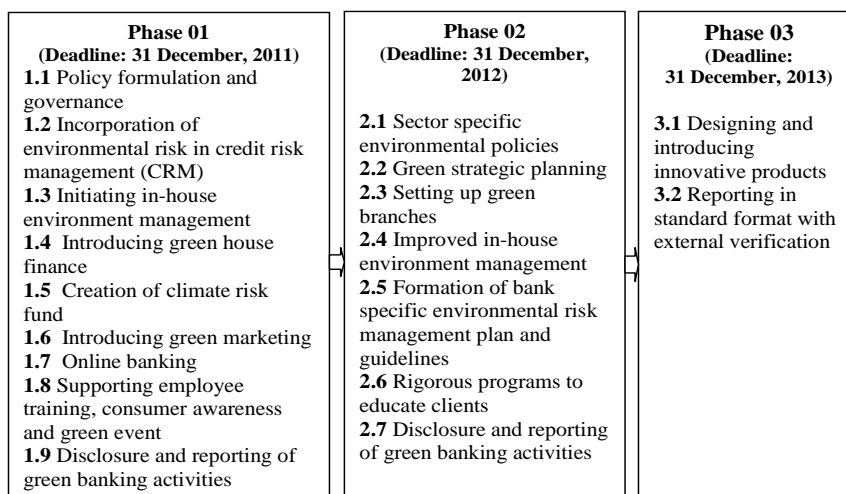 Phase 01
(Deadline: 31 December, 2011)
1.1 Policy formulation and
governance
1.2 Incorporation of
environmental risk in credit risk
management (CRM)
1.3 Initiating in-house
environment management
1.4 Introducing green house
finance
1.5 Creation of climate risk
fund
1.6 Introducing green marketing
1.7 Online banking
1.8 Supporting employee
training, consumer awareness
and green event
1.9 Disclosure and reporting of
green banking activities
Phase 02
(Deadline: 31 December,
2012)
2.1 Sector specific
environmental policies
2.2 Green strategic planning
2.3 Setting up green
branches
2.4 Improved in-house
environment management
2.5 Formation of bank
specific environmental risk
management plan and
guidelines
2.6 Rigorous programs to
educate clients
2.7 Disclosure and reporting
of green banking activities
Phase 03
(Deadline:
31 December, 2013)
3.1 Designing and
introducing
innovative products
3.2 Reporting in
standard format with
external verification